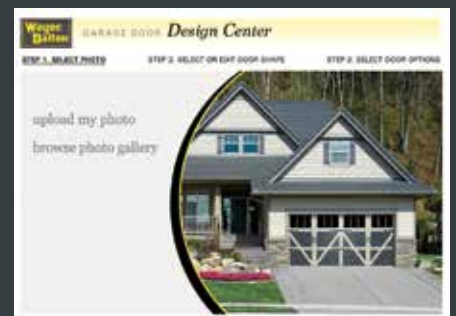 Wayne
Dalton
GARAGE DOOR Design Center
STEP 1. SELECT PHOTO
STEP 2. SELECT OR EDIT DOOR SHAPE
STEP 3. SELECT DOOR OPTIONS
upload my photo
browse photo gallery